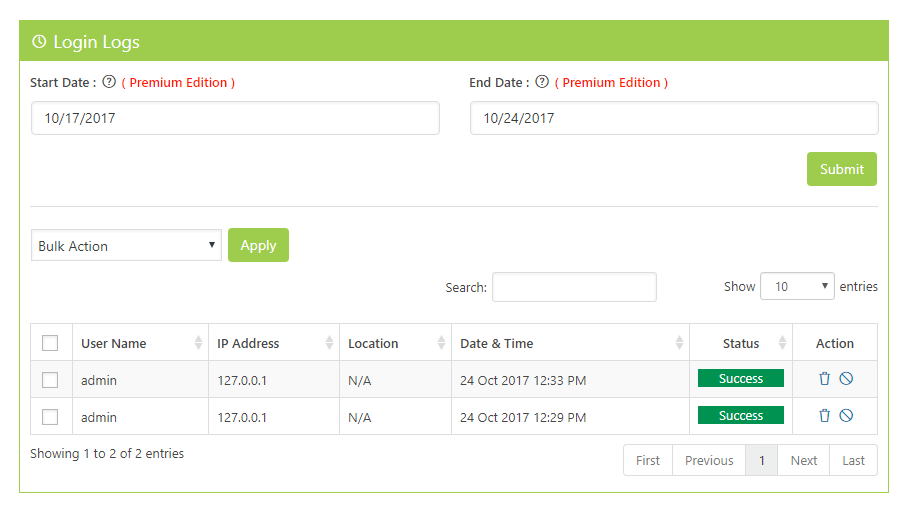 Login Logs
Start Date : ( Premium Edition ) End Date : ( Premium Edition )
10/17/2017 10/24/2017
Submit
Bulk Action Apply
Search: Show 10 entries
User Name IP Address Location Date & Time Status Action
admin 127.0.0.1 N/A 24 Oct 2017 12:33 PM Success
admin 127.0.0.1 N/A 24 Oct 2017 12:29 PM Success
Showing 1 to 2 of 2 entries First Previous 1 Next Last